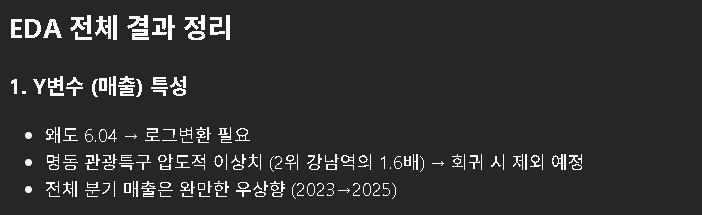 EDA 전체 결과 정리
1. Y변수 (매출) 특성
• 왜도 6.04 → 로그변환 필요
• 명동 관광특구 압도적 이상치 (2위 강남역의 1.6배) → 회귀 시 제외 예정
• 전체 분기 매출은 완만한 우상향 (2023→2025)